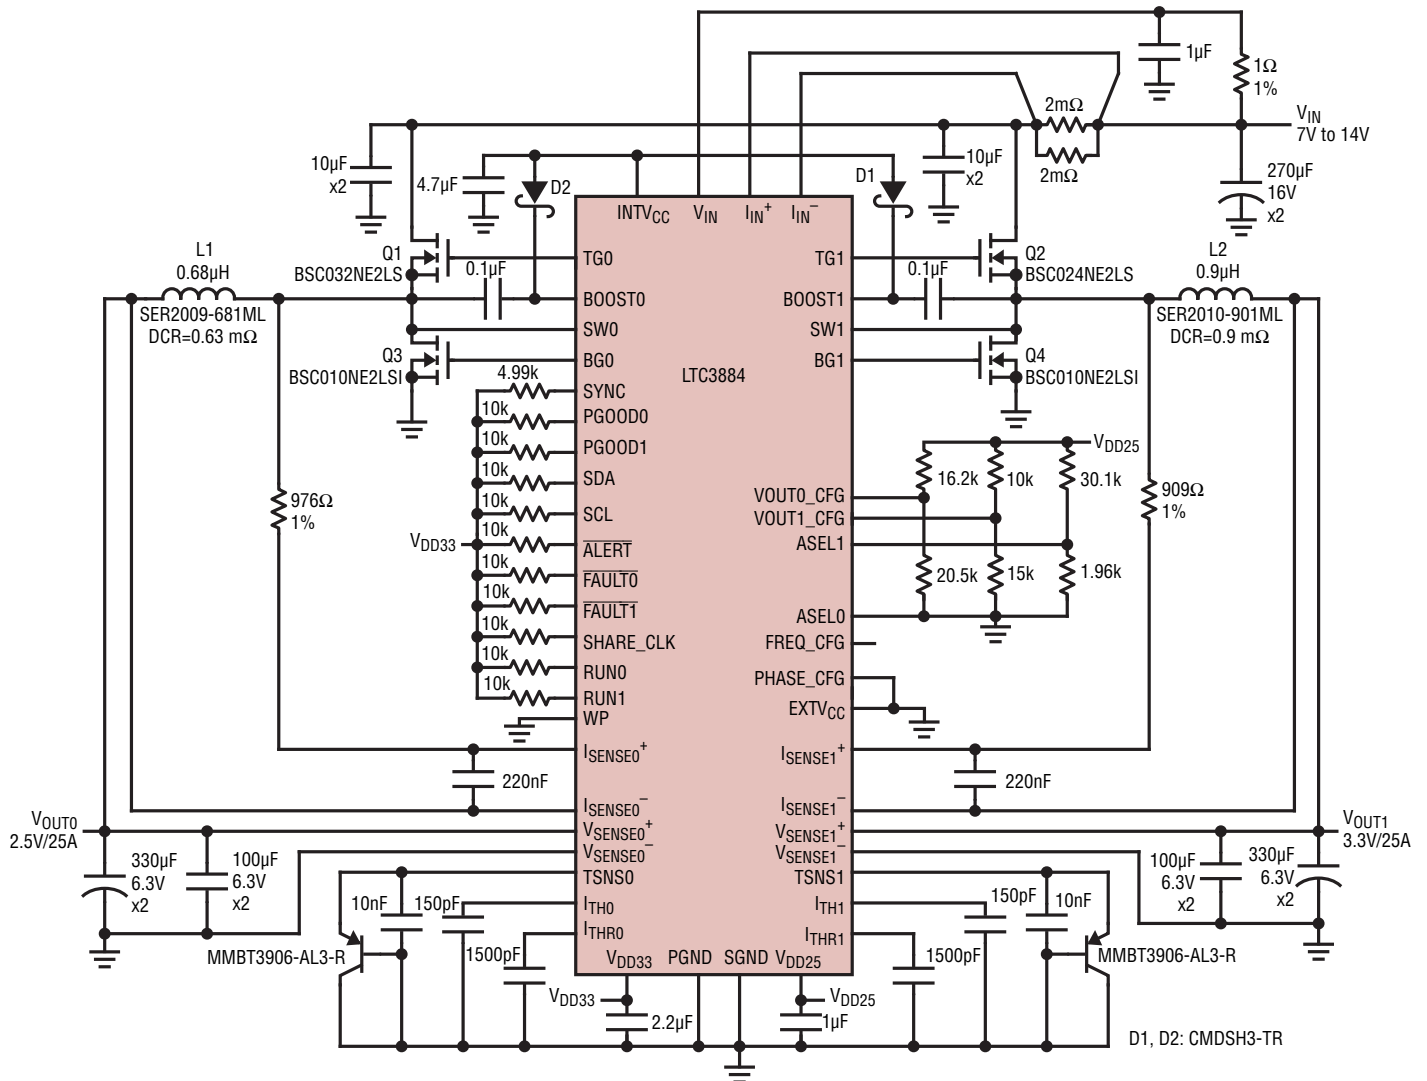 1µF
1Ω
1%
2mΩ
2mΩ
VIN
7V to 14V
10µF
x2
4.7µF
D2
D1
10µF
x2
270µF
16V
x2
INTVCC
VIN
IIN+
IIN−
L1
0.68µH
SER2009-681ML
DCR=0.63 mΩ
Q1
BSC032NE2LS
0.1µF
TG0
BOOST0
SW0
BG0
TG1
BOOST1
SW1
BG1
0.1µF
Q2
BSC024NE2LS
L2
0.9µH
SER2010-901ML
DCR=0.9 mΩ
Q3
BSC010NE2LSI
Q4
BSC010NE2LSI
LTC3884
4.99k
SYNC
10k
PGOOD0
10k
PGOOD1
10k
SDA
10k
SCL
VDD33
10k
ALERT
10k
FAULT0
10k
FAULT1
10k
SHARE_CLK
10k
RUN0
10k
RUN1
WP
976Ω
1%
VDD25
16.2k
10k
30.1k
VOUT0_CFG
VOUT1_CFG
ASEL1
20.5k
15k
1.96k
ASEL0
FREQ_CFG
PHASE_CFG
EXTVCC
909Ω
1%
ISENSE0+
220nF
ISENSE0−
VSENSE0+
VSENSE0−
TSNS0
ITH0
ITHR0
ISENSE1+
220nF
ISENSE1−
VSENSE1+
VSENSE1−
TSNS1
ITH1
ITHR1
VOUT0
2.5V/25A
330µF
6.3V
x2
100µF
6.3V
x2
VOUT1
3.3V/25A
100µF
6.3V
x2
330µF
6.3V
x2
10nF
150pF
MMBT3906-AL3-R
1500pF
150pF
10nF
1500pF
MMBT3906-AL3-R
VDD33
PGND
SGND
VDD25
VDD33
2.2µF
VDD25
1µF
D1, D2: CMDSH3-TR